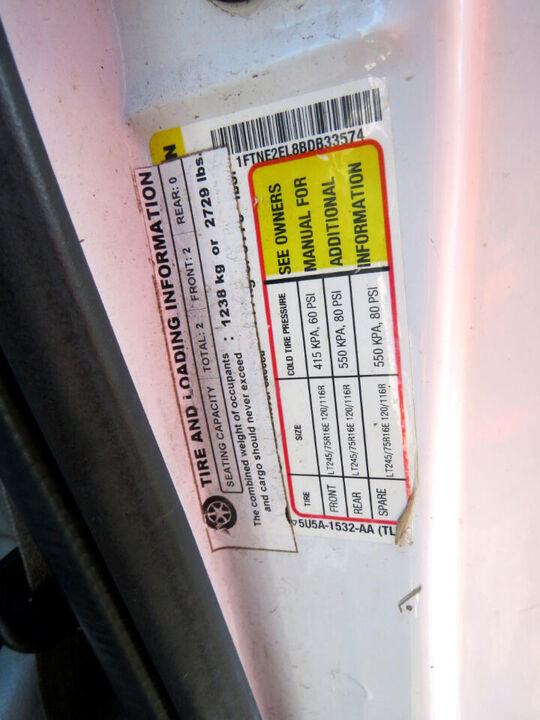 TIRE AND LOADING INFORMATION
SEATING CAPACITY TOTAL: 2 FRONT: 2 REAR: 0
The combined weight of occupants
and cargo should never exceed : 1238 kg or 2729 lbs.
1FTNE2EL8BDB33574
TIRE SIZE COLD TIRE PRESSURE
FRONT LT245/75R16E 120/116R 415 KPA, 60 PSI
REAR LT245/75R16E 120/116R 550 KPA, 80 PSI
SPARE LT245/75R16E 120/116R 550 KPA, 80 PSI
SEE OWNERS
MANUAL FOR
ADDITIONAL
INFORMATION
5U5A-1532-AA (TL